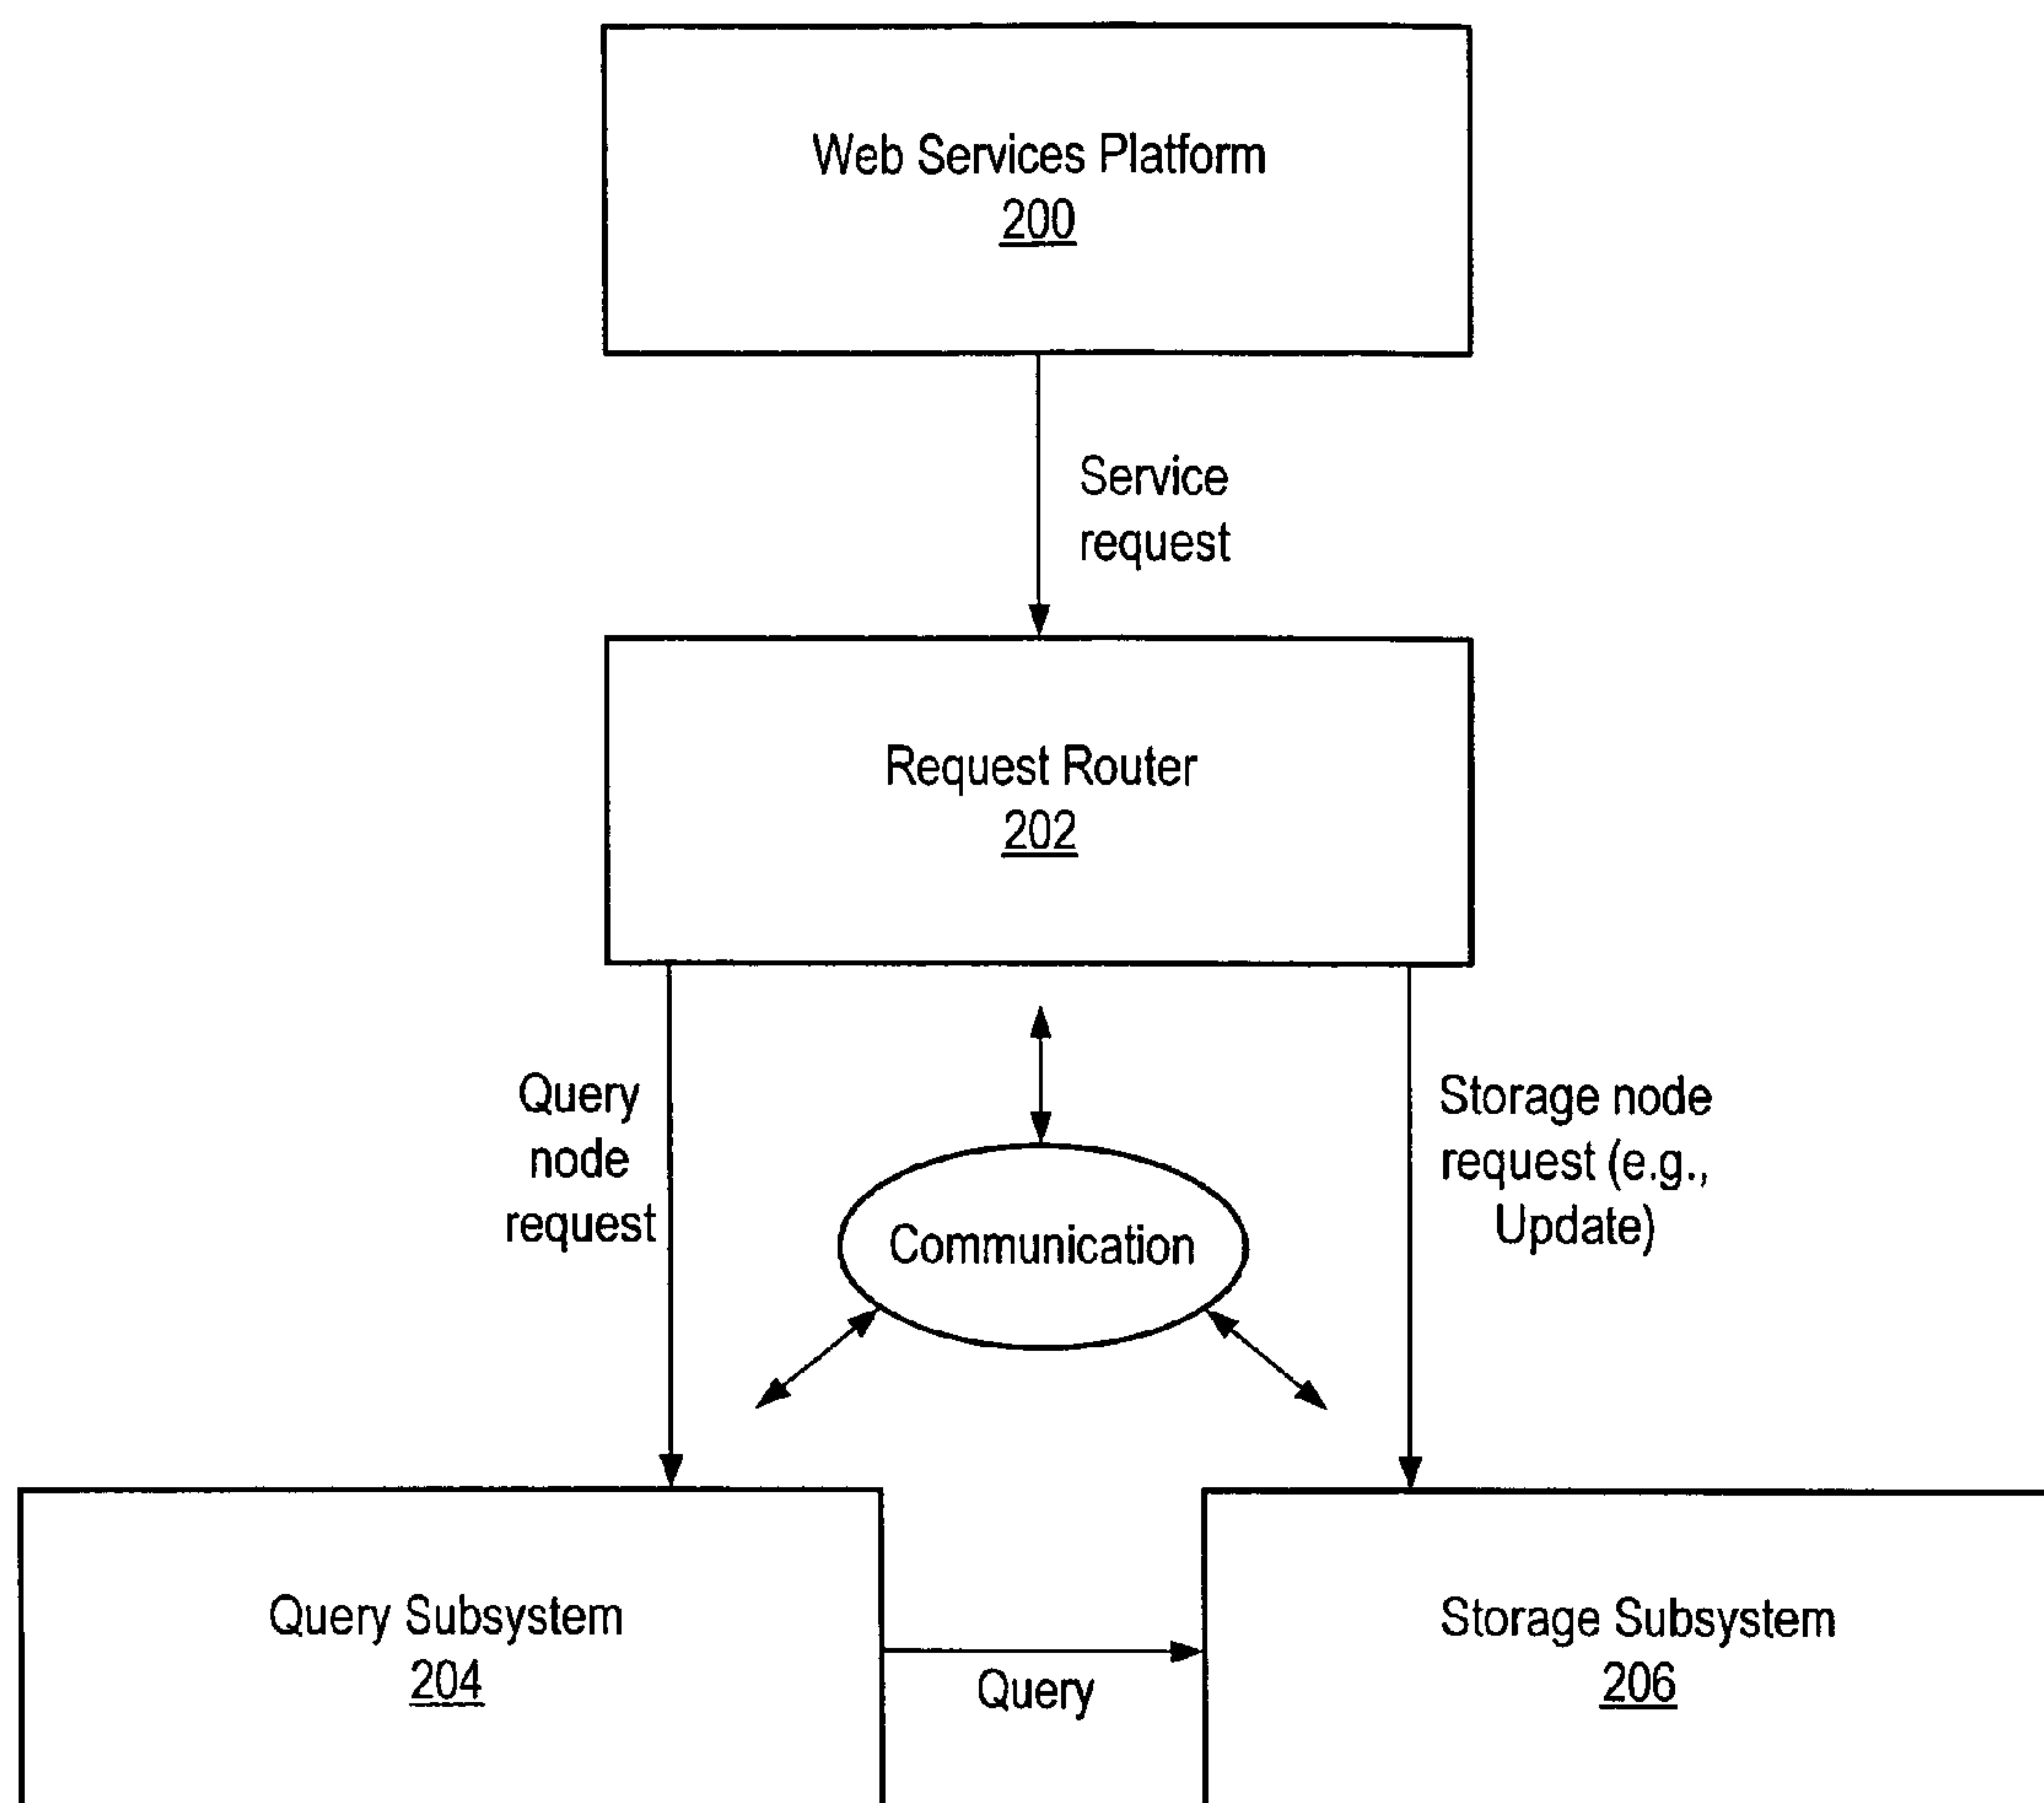 Web Services Platform
200
Service
request
Request Router
202
Query
node
request
Storage node
request (e.g.,
Update)
Communication
Query Subsystem
204
Query
Storage Subsystem
206